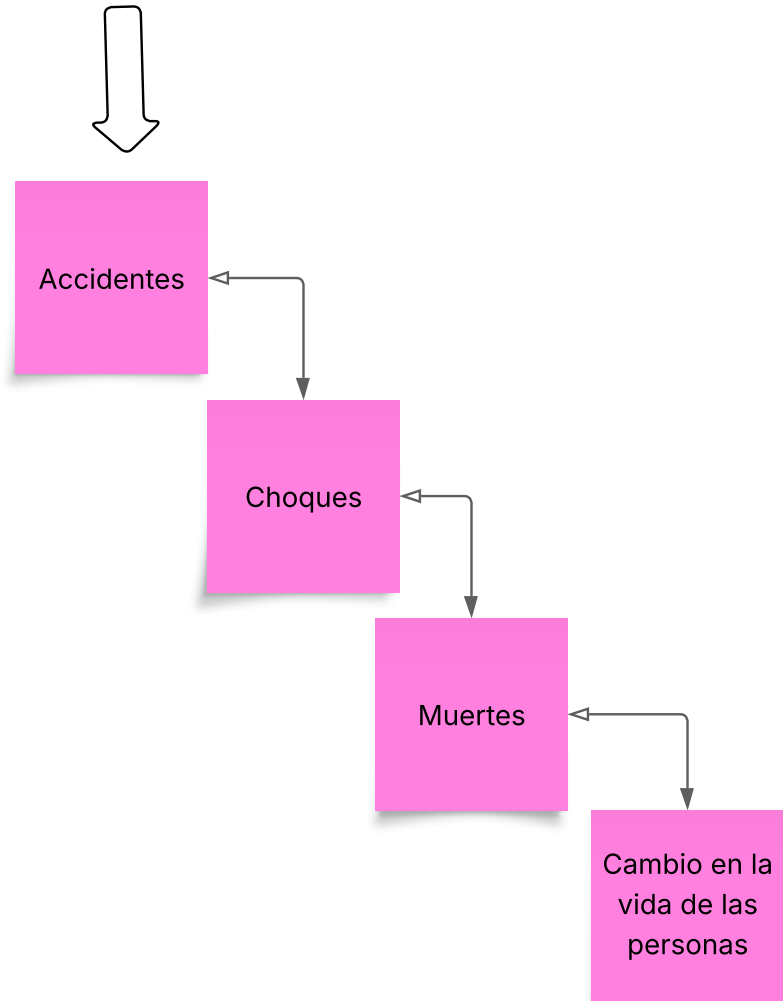 Accidentes
Choques
Muertes
Cambio en la
vida de las
personas